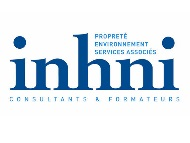 PROPRETÉ
ENVIRONNEMENT
SERVICES ASSOCIÉS
inhni
CONSULTANTS & FORMATEURS